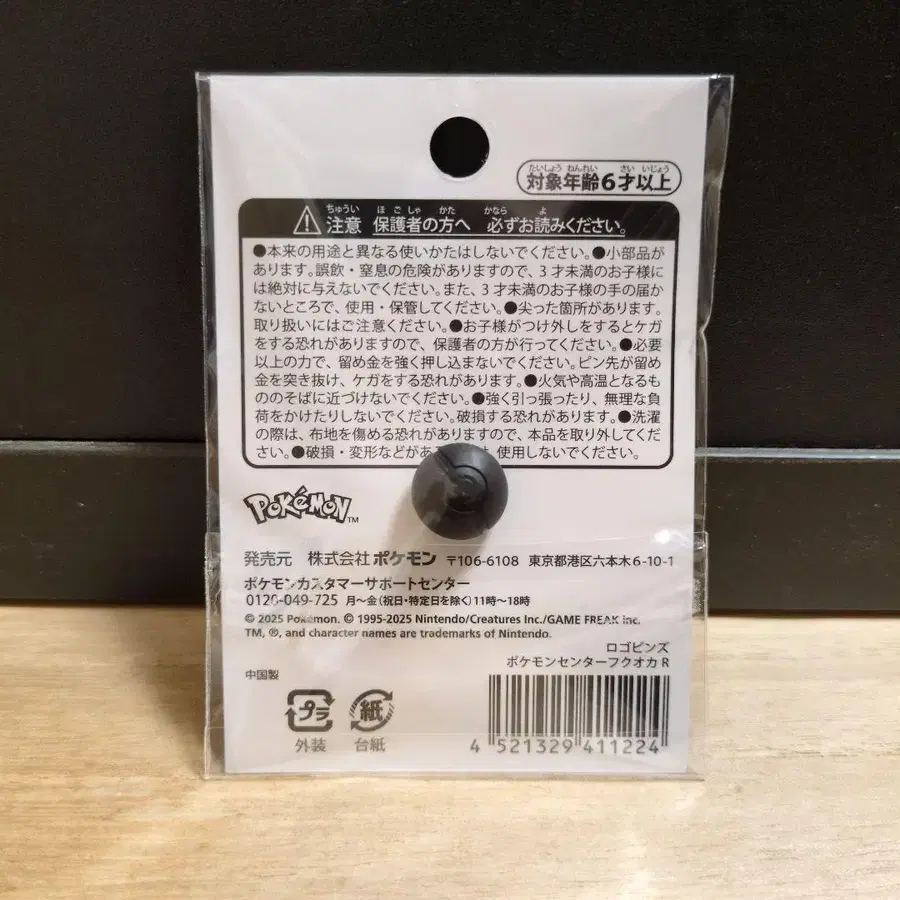 たいしょう ねんれい さい いじょう
対象年齢6才以上
ちゅうい ほごしゃ かた かなら よ
注意 保護者の方へ 必ずお読みください。
●本来の用途と異なる使いかたはしないでください。●小部品が
あります。誤飲・窒息の危険がありますので、3才未満のお子様に
は絶対に与えないでください。また、3才未満のお子様の手の届か
ないところで、使用・保管してください。●尖った箇所があります。
取り扱いにはご注意ください。●お子様がつけ外しをするとケガ
をする恐れがありますので、保護者の方が行ってください。●必要
以上の力で、留め金を強く押し込まないでください。ピン先が留め
金を突き抜け、ケガをする恐れがあります。●火気や高温となるも
ののそばに近づけないでください。●強く引っ張ったり、無理な負
荷をかけたりしないでください。破損する恐れがあります。●洗濯
の際は、布地を傷める恐れがありますので、本品を取り外してくだ
さい。●破損・変形などがあ は、使用しないでください。
POKéMON™
発売元 株式会社 ポケモン 〒106-6108 東京都港区六本木6-10-1
ポケモンカスタマーサポートセンター
0120-049-725 月～金(祝日・特定日を除く)11時～18時
© 2025 Pokémon. © 1995-2025 Nintendo/Creatures Inc./GAME FREAK inc.
TM, ®, and character names are trademarks of Nintendo.
ロゴピンズ
ポケモンセンターフクオカ R
中国製
プラ 紙
外装 台紙
4 521329 411224